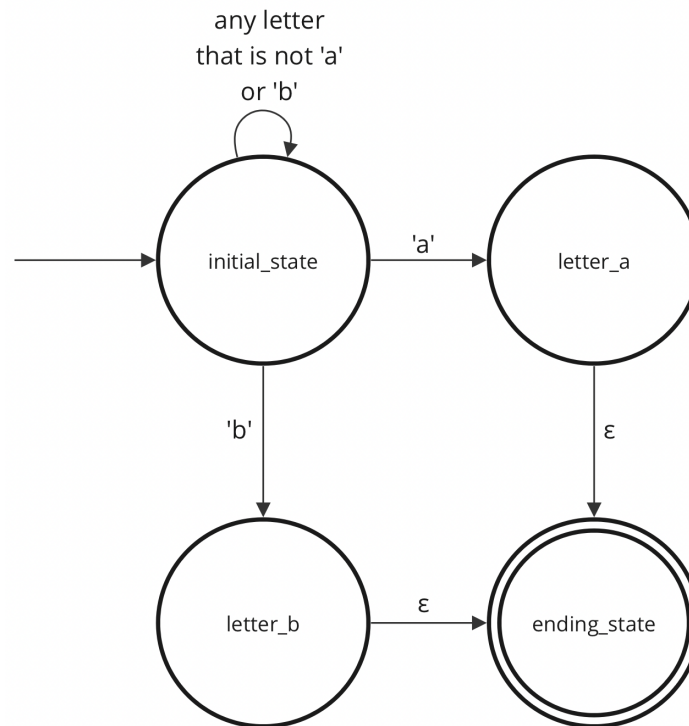 any letter
that is not 'a'
or 'b'
initial_state
'a'
letter_a
'b'
ε
letter_b
ε
ending_state